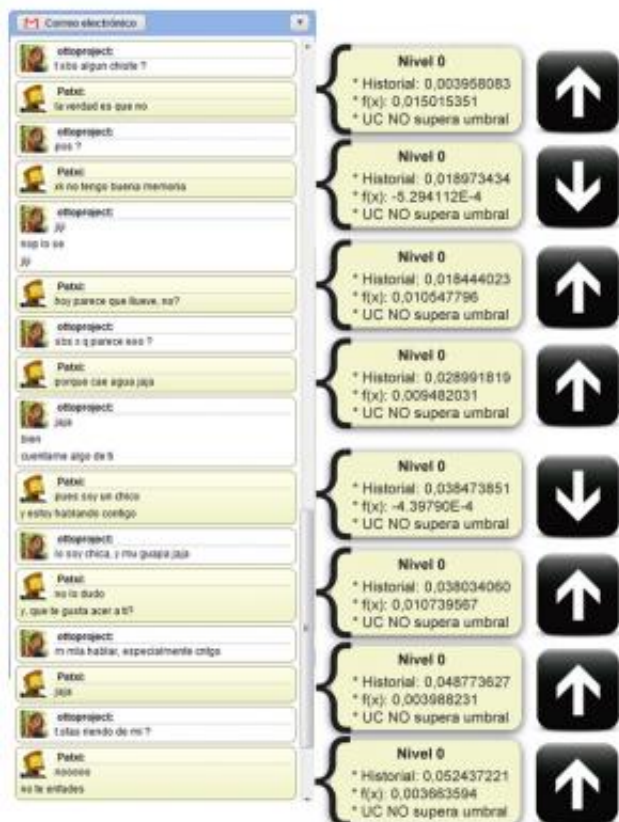 Correo electrónico
ottoproject:
t sbs algun chiste ?
Patxi:
la verdad es que no
ottoproject:
pos ?
Patxi:
xk no tengo buena memoria
ottoproject:
jiji
nop lo se
jiji
Patxi:
hoy parece que llueve, no?
ottoproject:
sbs x q parece eso ?
Patxi:
porque cae agua jaja
ottoproject:
jaja
bien
cuentame algo de ti
Patxi:
pues soy un chico
y estoy hablando contigo
ottoproject:
lo soy chica, y mu guapa jaja
Patxi:
no lo dudo
y, que te gusta acer a ti?
ottoproject:
m mla hablar, especialmente cntgo
Patxi:
jaja
ottoproject:
t stas riendo de mi ?
Patxi:
nooooo
no te enfades
Nivel 0
* Historial: 0,003958083
* f(x): 0,015015351
* UC NO supera umbral
Nivel 0
* Historial: 0,018973434
* f(x): -5.294112E-4
* UC NO supera umbral
Nivel 0
* Historial: 0,018444023
* f(x): 0,010547796
* UC NO supera umbral
Nivel 0
* Historial: 0,028991819
* f(x): 0,009482031
* UC NO supera umbral
Nivel 0
* Historial: 0,038473851
* f(x): -4.39790E-4
* UC NO supera umbral
Nivel 0
* Historial: 0,038034060
* f(x): 0,010739567
* UC NO supera umbral
Nivel 0
* Historial: 0,048773627
* f(x): 0,003988231
* UC NO supera umbral
Nivel 0
* Historial: 0,052437221
* f(x): 0,003663594
* UC NO supera umbral